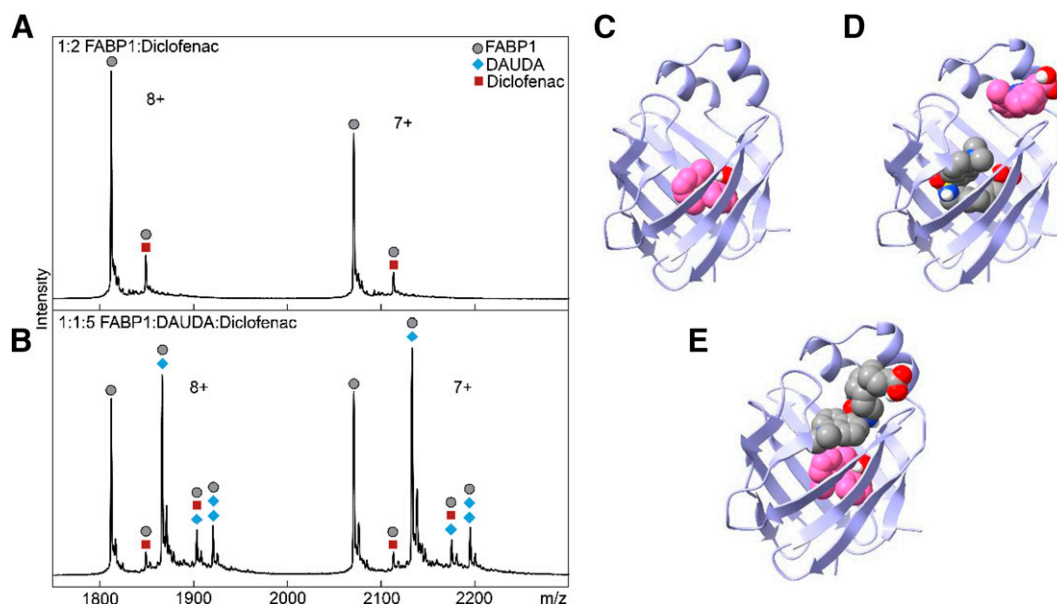 A
1:2 FABP1:Diclofenac
FABP1
DAUDA
Diclofenac
8+
7+
Intensity
B
1:1:5 FABP1:DAUDA:Diclofenac
8+
7+
1800 1900 2000 2100 2200 m/z
C
D
E